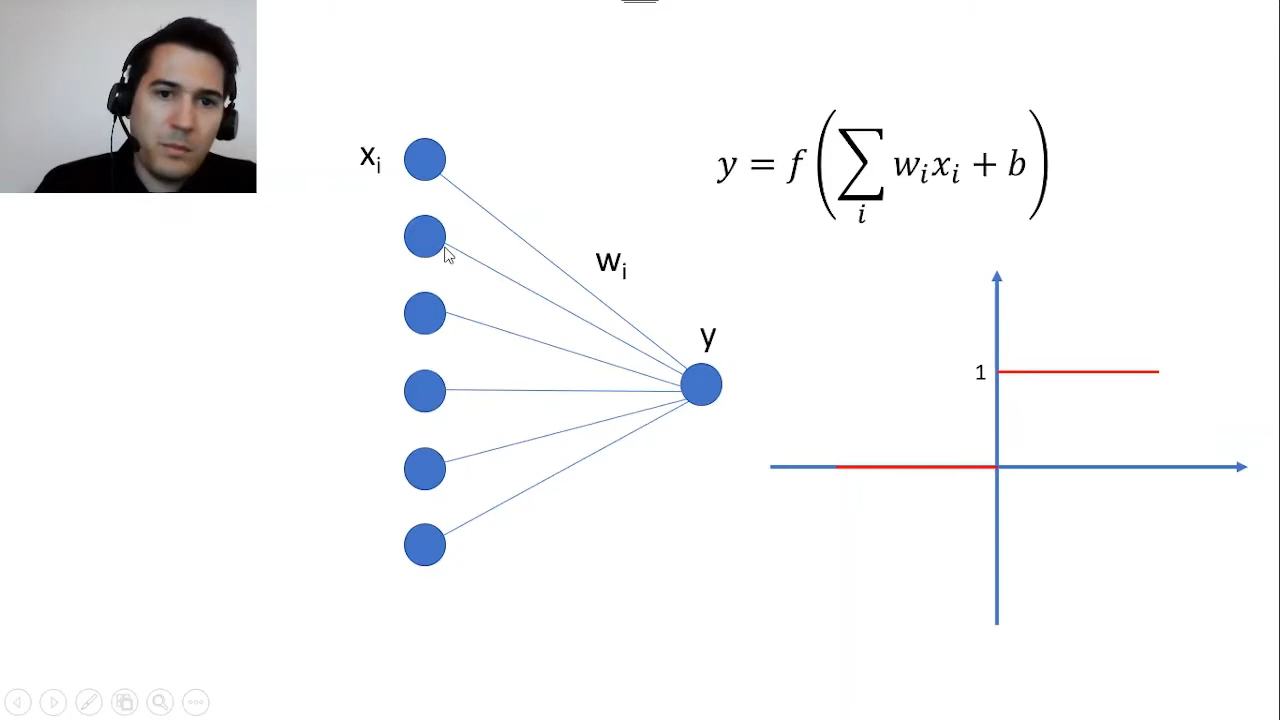 xᵢ
wᵢ
y
y = f(∑ᵢ wᵢxᵢ + b)
1